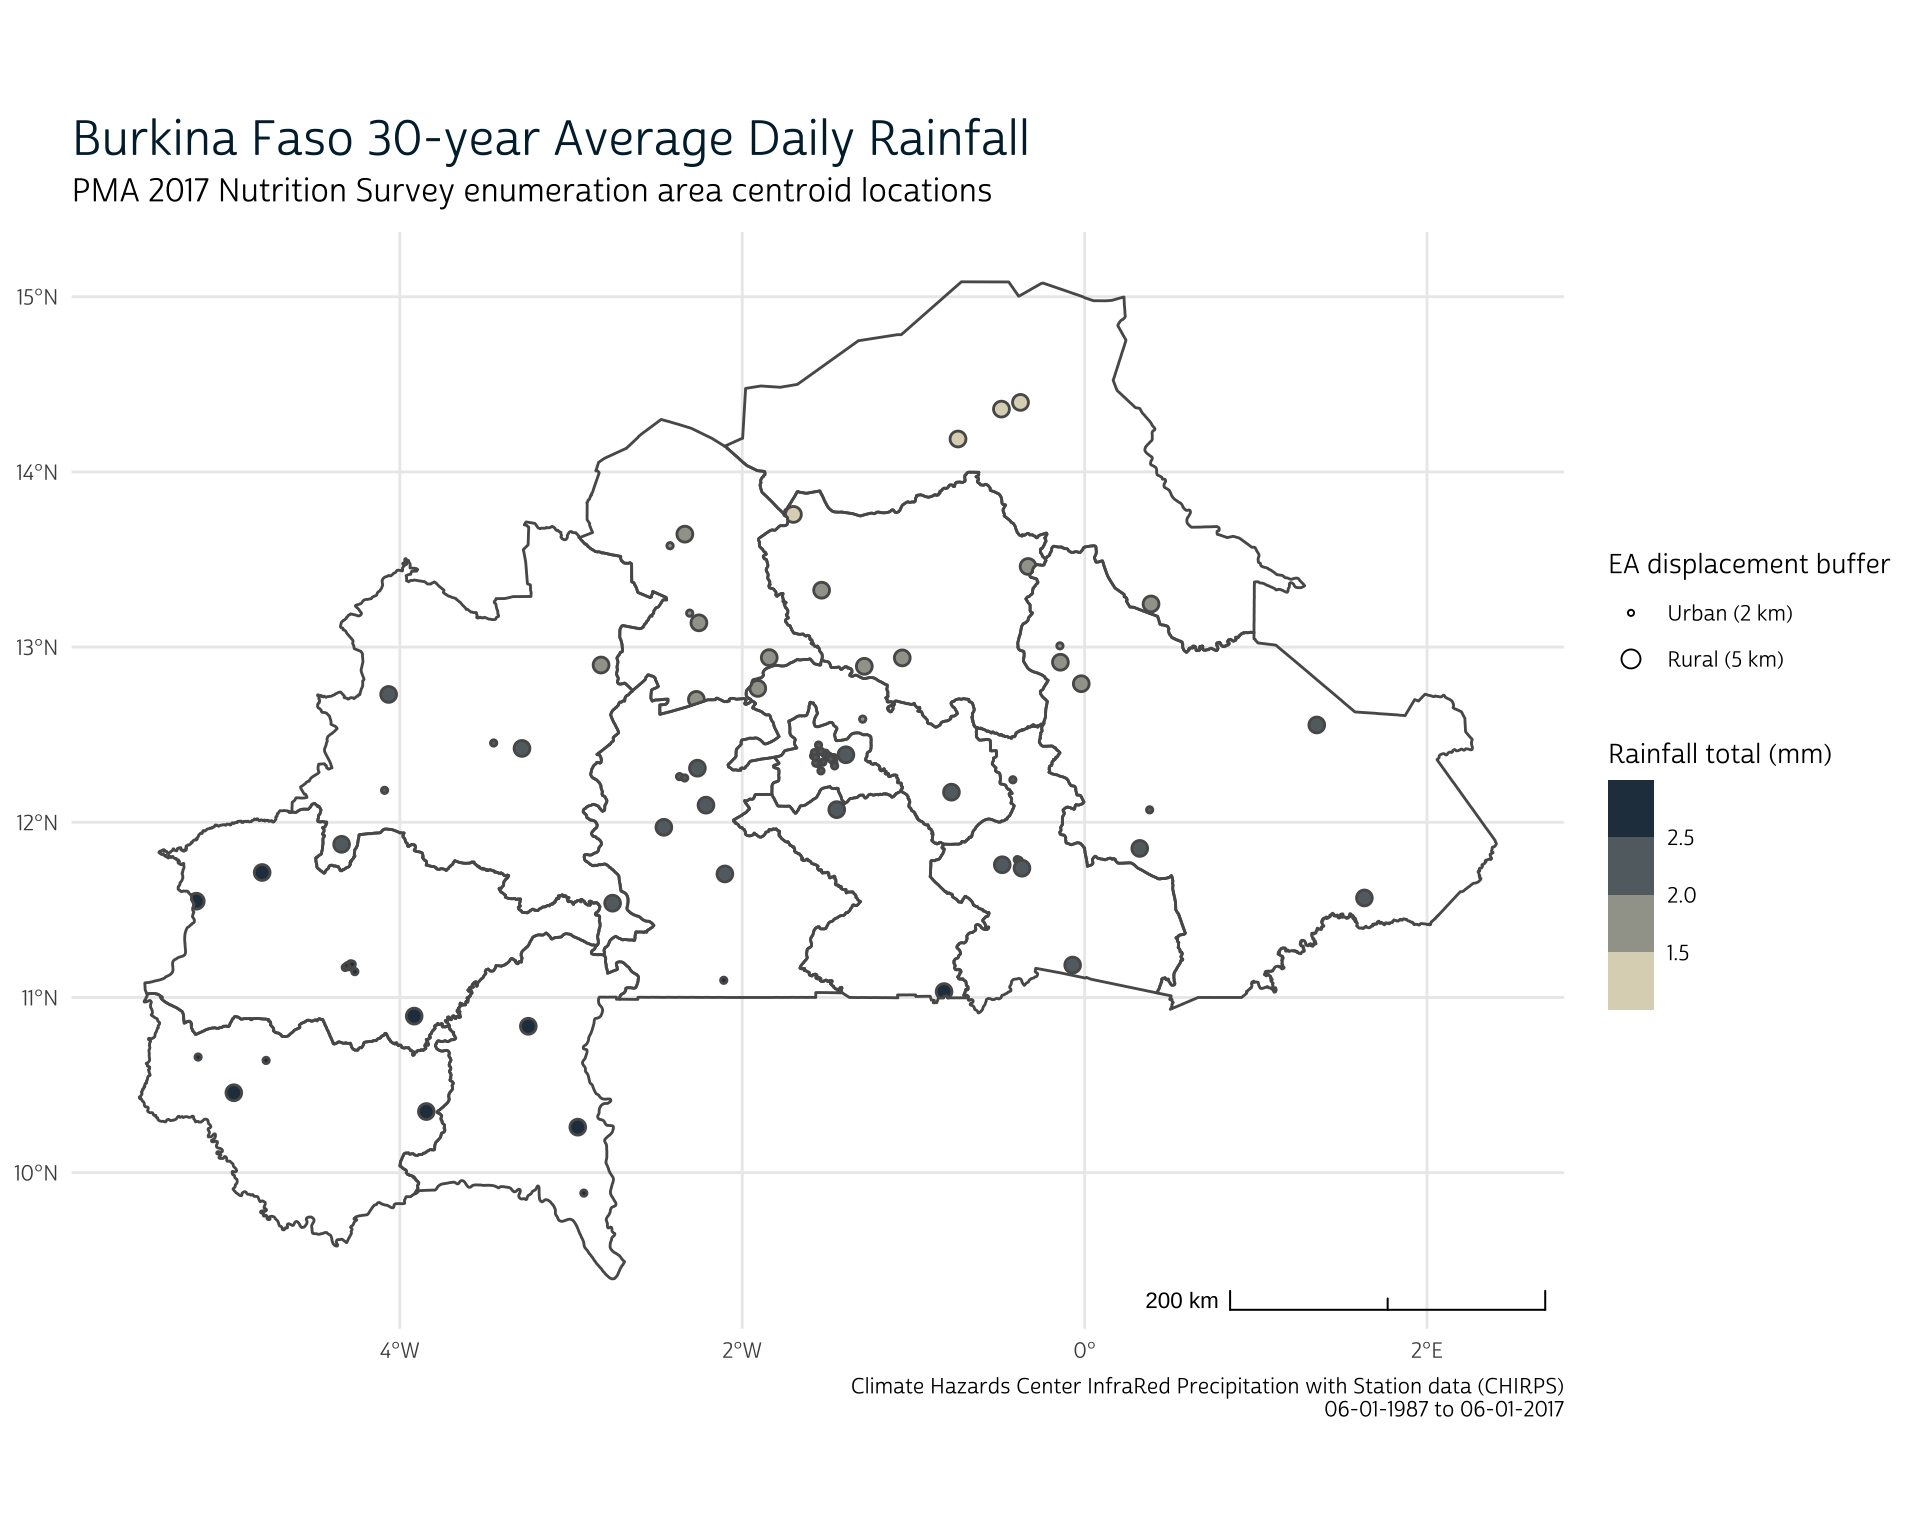 Burkina Faso 30-year Average Daily Rainfall
PMA 2017 Nutrition Survey enumeration area centroid locations
15°N
14°N
13°N
12°N
11°N
10°N
4°W
2°W
0°
2°E
200 km
EA displacement buffer
Urban (2 km)
Rural (5 km)
Rainfall total (mm)
2.5
2.0
1.5
Climate Hazards Center InfraRed Precipitation with Station data (CHIRPS)
06-01-1987 to 06-01-2017